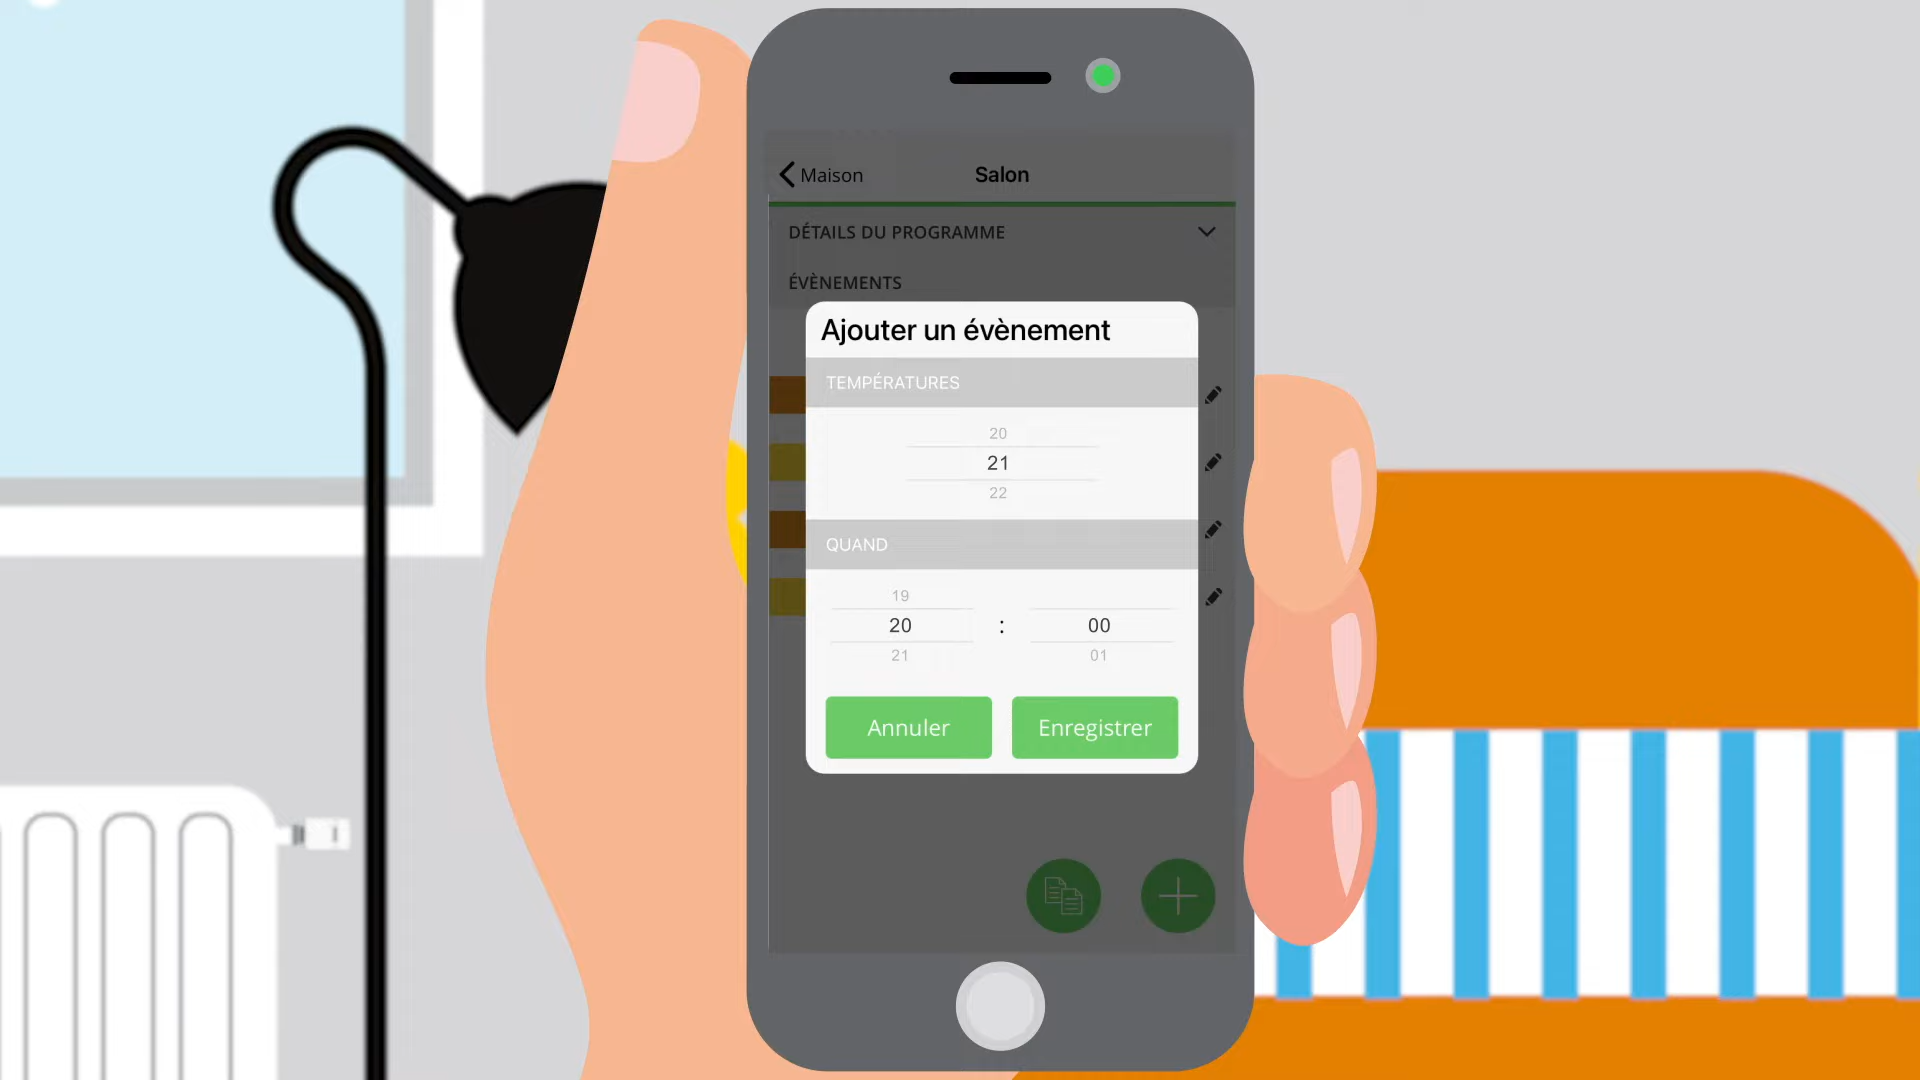 Maison
Salon
DÉTAILS DU PROGRAMME
ÉVÈNEMENTS
Ajouter un évènement
TEMPÉRATURES
20
21
22
QUAND
19
20 : 00
21 01
Annuler Enregistrer